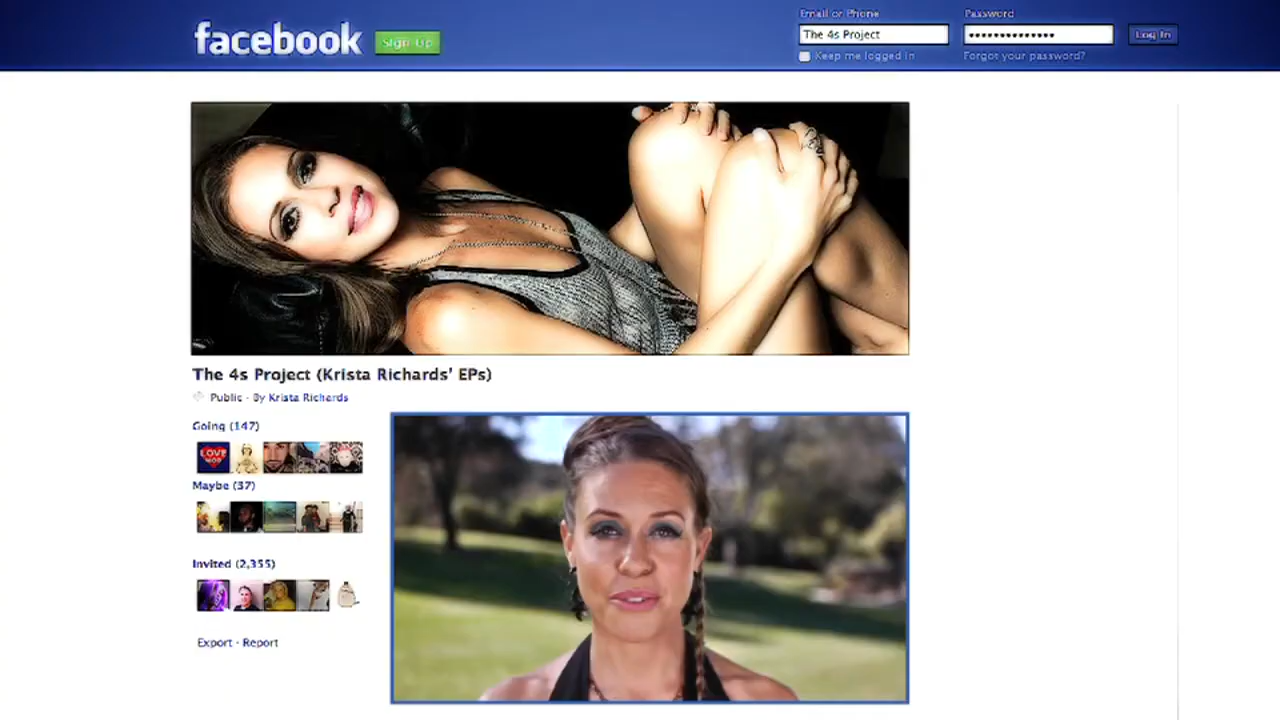 facebook
Sign Up
Email or Phone
Password
The 4s Project
••••••••••••••
Log In
Keep me logged in
Forgot your password?
The 4s Project (Krista Richards' EPs)
Public · By Krista Richards
Going (147)
LOVE
Maybe (37)
Invited (2,355)
Export · Report